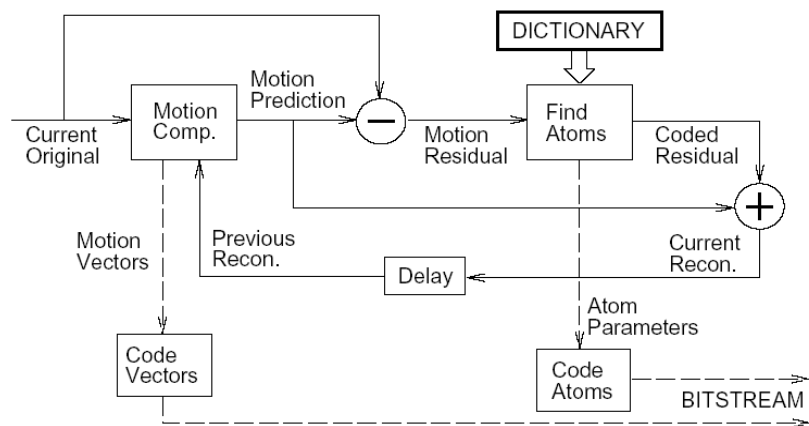 DICTIONARY
Motion
Prediction
Motion
Comp.
Find
Atoms
Current
Original
Motion
Residual
Coded
Residual
Motion
Vectors
Previous
Recon.
Current
Recon.
Delay
Atom
Parameters
Code
Vectors
Code
Atoms
BITSTREAM